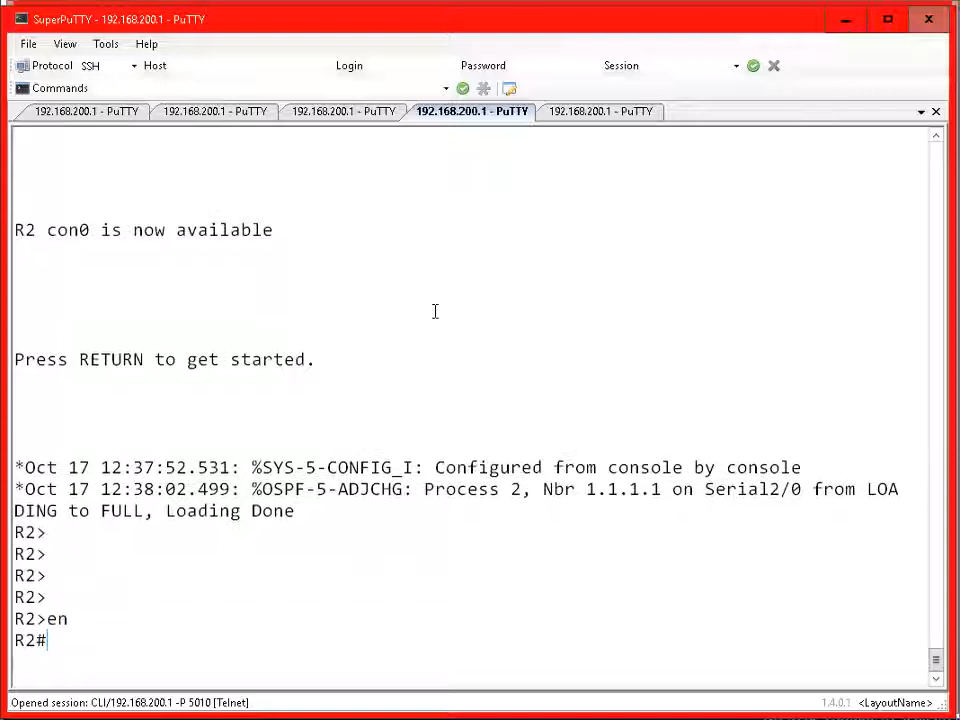 SuperPuTTY - 192.168.200.1 - PuTTY
File View Tools Help
Protocol SSH Host Login Password Session
Commands
192.168.200.1 - PuTTY 192.168.200.1 - PuTTY 192.168.200.1 - PuTTY 192.168.200.1 - PuTTY 192.168.200.1 - PuTTY
R2 con0 is now available
Press RETURN to get started.
*Oct 17 12:37:52.531: %SYS-5-CONFIG_I: Configured from console by console
*Oct 17 12:38:02.499: %OSPF-5-ADJCHG: Process 2, Nbr 1.1.1.1 on Serial2/0 from LOA
DING to FULL, Loading Done
R2>
R2>
R2>
R2>
R2>en
R2#
Opened session: CLI/192.168.200.1 -P 5010 [Telnet] 1.4.0.1 <LayoutName>